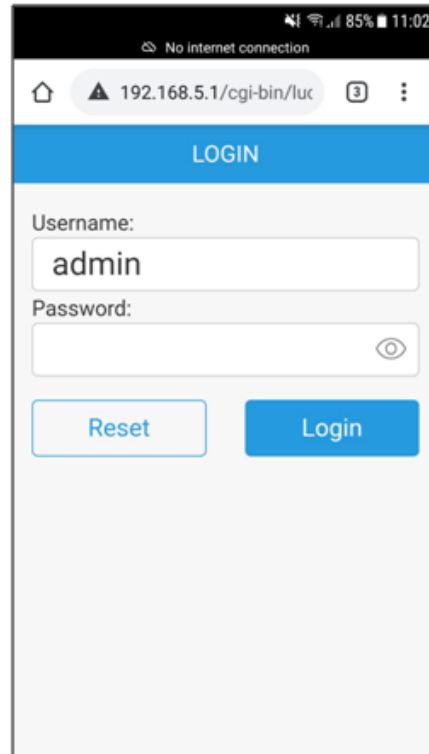 85% 11:02
No internet connection
192.168.5.1/cgi-bin/luc
3
LOGIN
Username:
admin
Password:
Reset Login